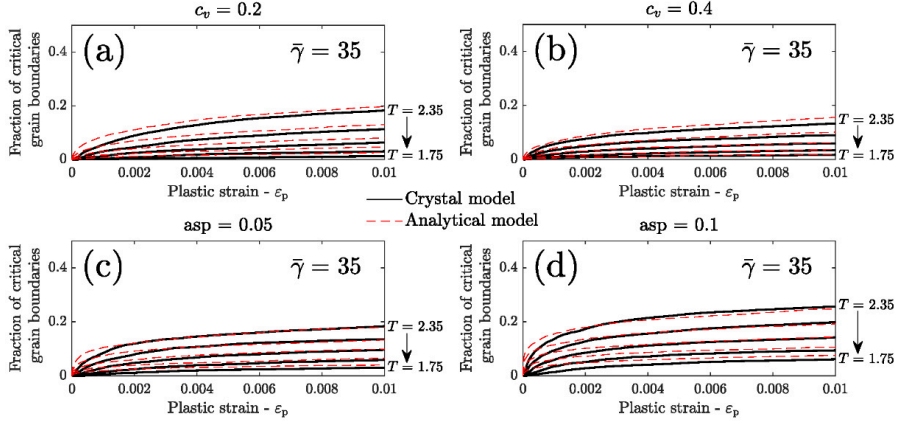 c_v = 0.2
(a)
γ̄ = 35
Fraction of critical
grain boundaries
0.4
0.2
0
T = 2.35
T = 1.75
0
0.002
0.004
0.006
0.008
0.01
Plastic strain - ε_p
c_v = 0.4
(b)
γ̄ = 35
Fraction of critical
grain boundaries
0.4
0.2
0
T = 2.35
T = 1.75
0
0.002
0.004
0.006
0.008
0.01
Plastic strain - ε_p
Crystal model
Analytical model
asp = 0.05
(c)
γ̄ = 35
Fraction of critical
grain boundaries
0.4
0.2
0
T = 2.35
T = 1.75
0
0.002
0.004
0.006
0.008
0.01
Plastic strain - ε_p
asp = 0.1
(d)
γ̄ = 35
Fraction of critical
grain boundaries
0.4
0.2
0
T = 2.35
T = 1.75
0
0.002
0.004
0.006
0.008
0.01
Plastic strain - ε_p